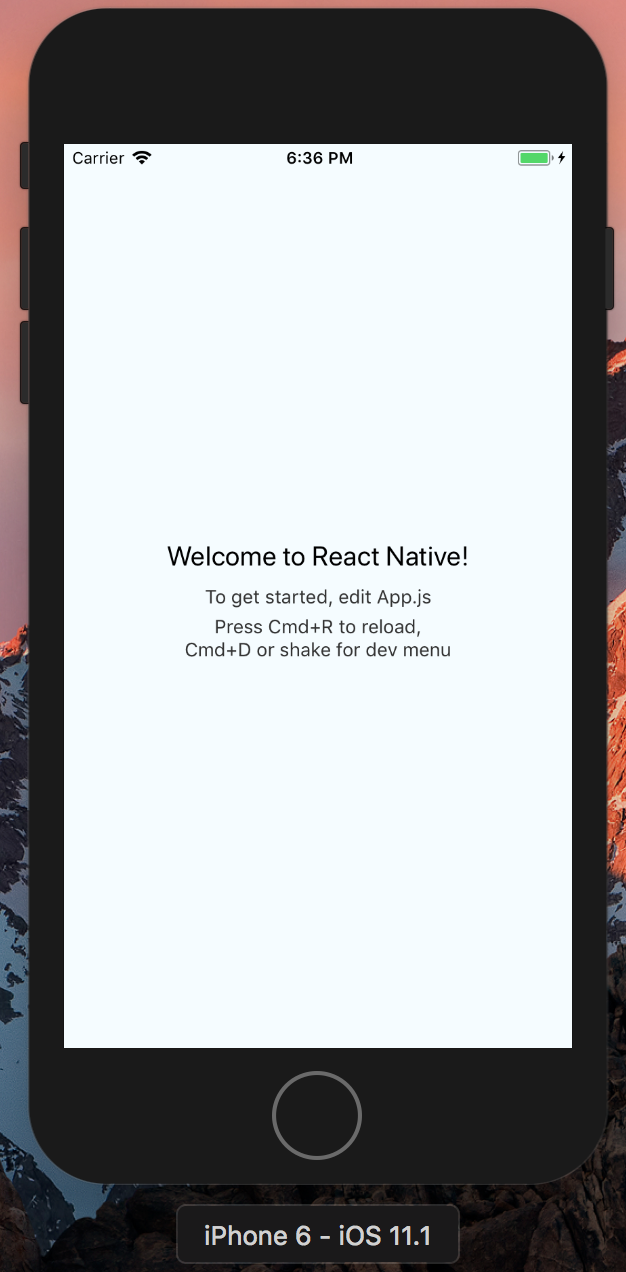 Carrier
6:36 PM
Welcome to React Native!
To get started, edit App.js
Press Cmd+R to reload,
Cmd+D or shake for dev menu
iPhone 6 - iOS 11.1